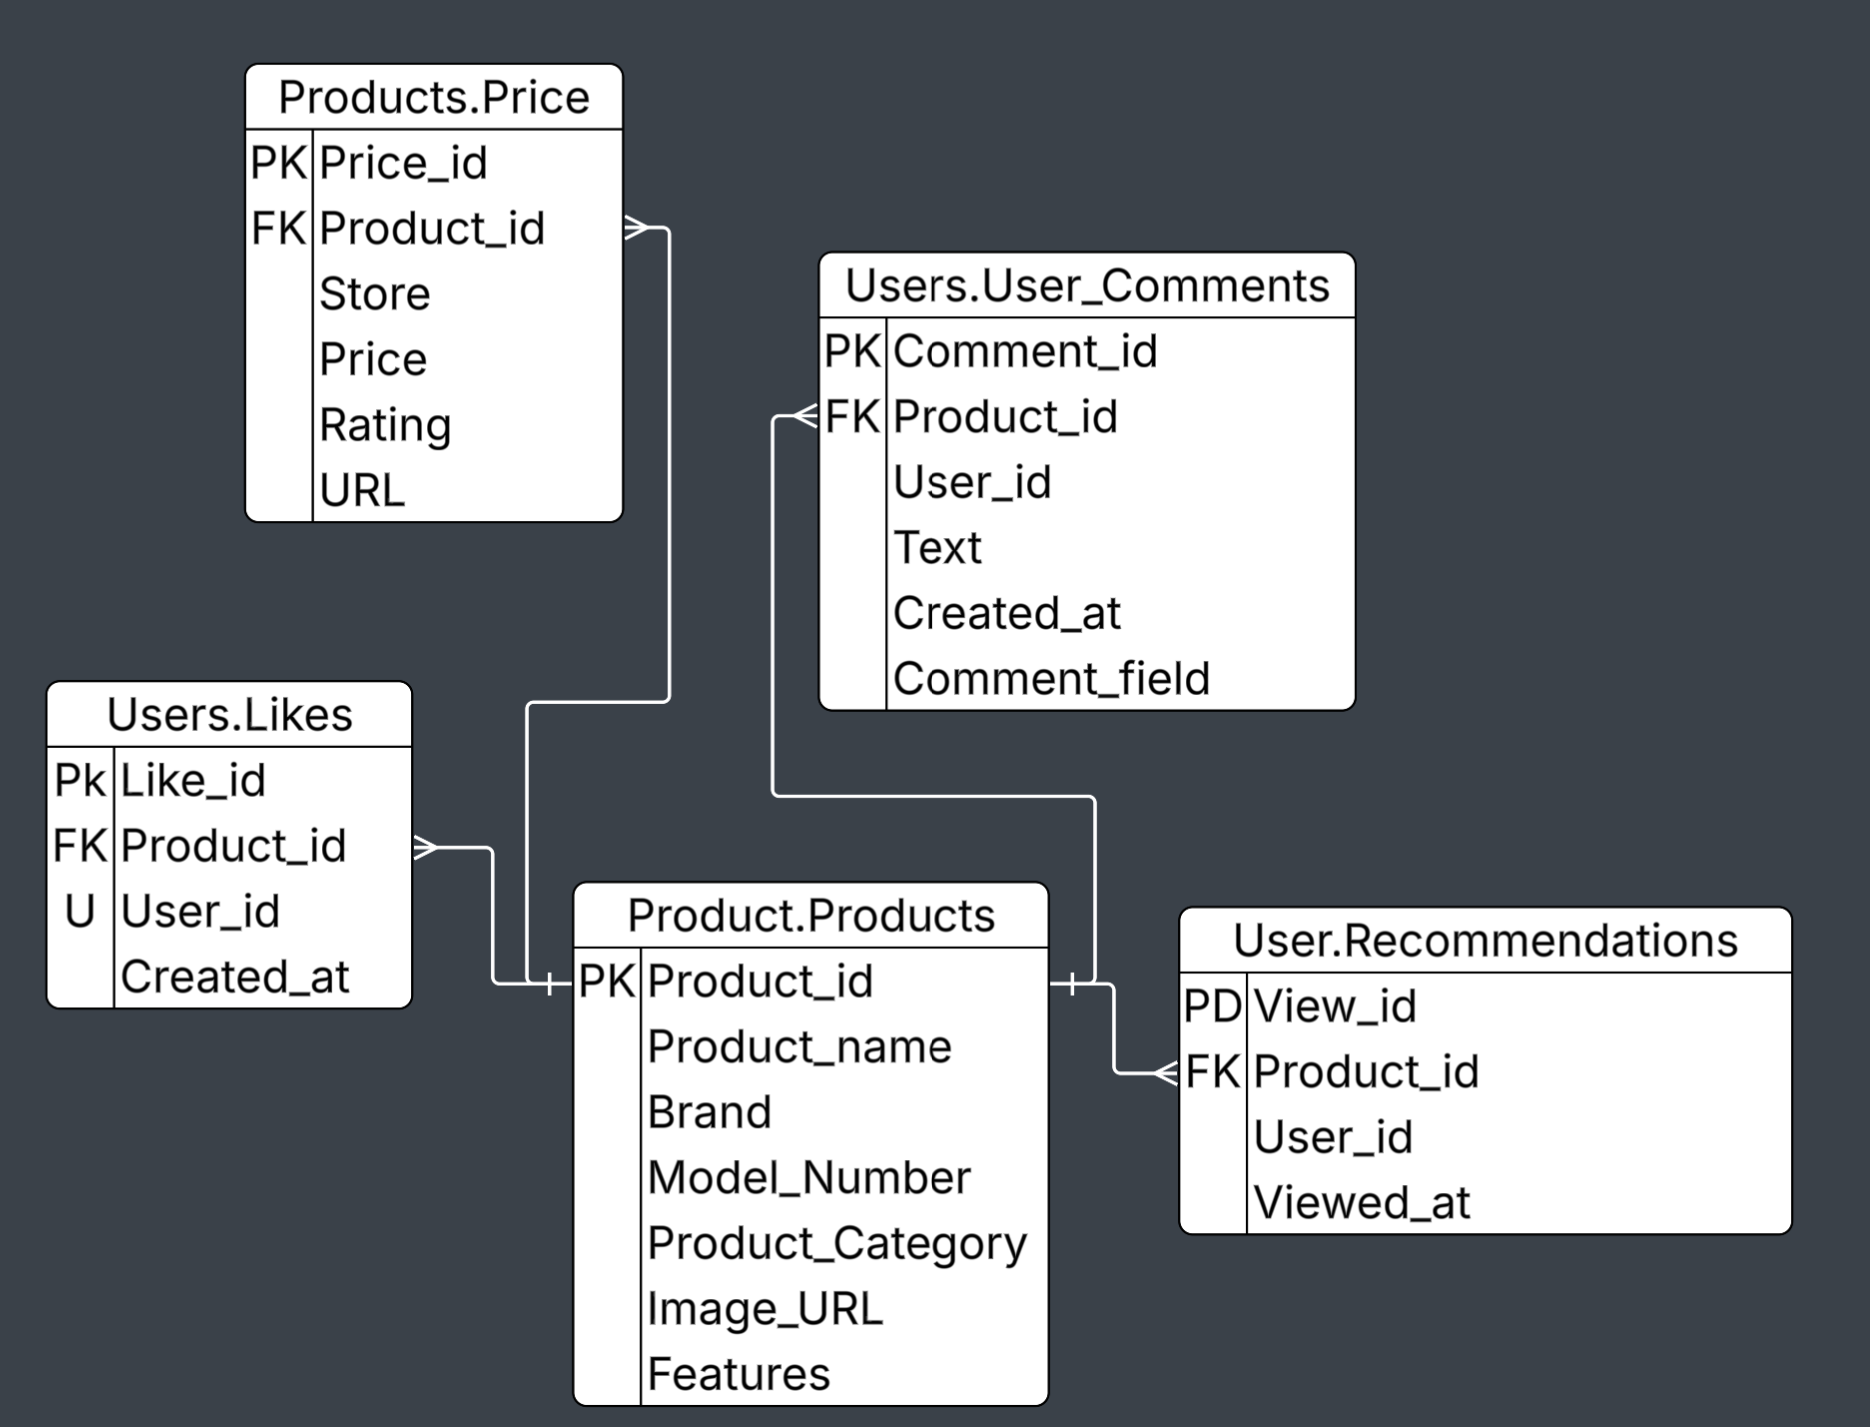 Products.Price
PK Price_id
FK Product_id
Store
Price
Rating
URL
Users.User_Comments
PK Comment_id
FK Product_id
User_id
Text
Created_at
Comment_field
Users.Likes
Pk Like_id
FK Product_id
U User_id
Created_at
Product.Products
PK Product_id
Product_name
Brand
Model_Number
Product_Category
Image_URL
Features
User.Recommendations
PD View_id
FK Product_id
User_id
Viewed_at